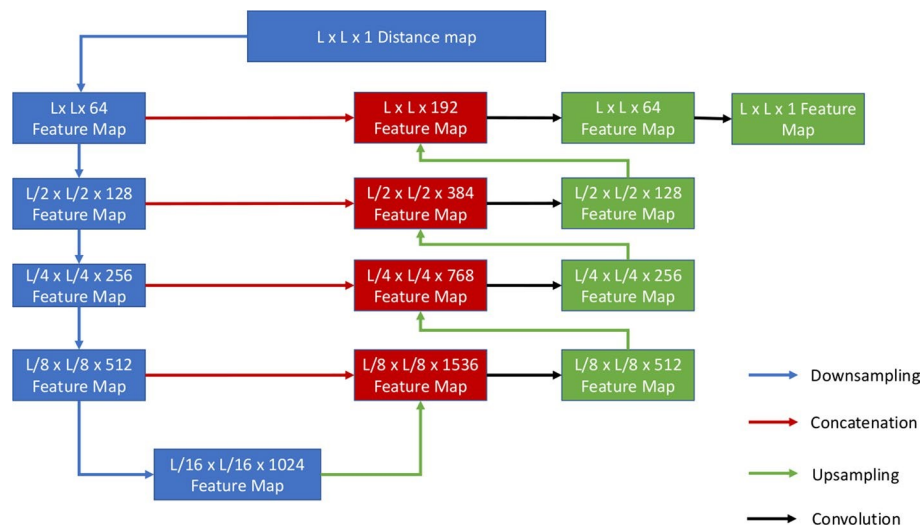 L x L x 1 Distance map
Lx Lx 64
Feature Map
L x L x 192
Feature Map
L x L x 64
Feature Map
L x L x 1 Feature
Map
L/2 x L/2 x 128
Feature Map
L/2 x L/2 x 384
Feature Map
L/2 x L/2 x 128
Feature Map
L/4 x L/4 x 256
Feature Map
L/4 x L/4 x 768
Feature Map
L/4 x L/4 x 256
Feature Map
L/8 x L/8 x 512
Feature Map
L/8 x L/8 x 1536
Feature Map
L/8 x L/8 x 512
Feature Map
L/16 x L/16 x 1024
Feature Map
Downsampling
Concatenation
Upsampling
Convolution